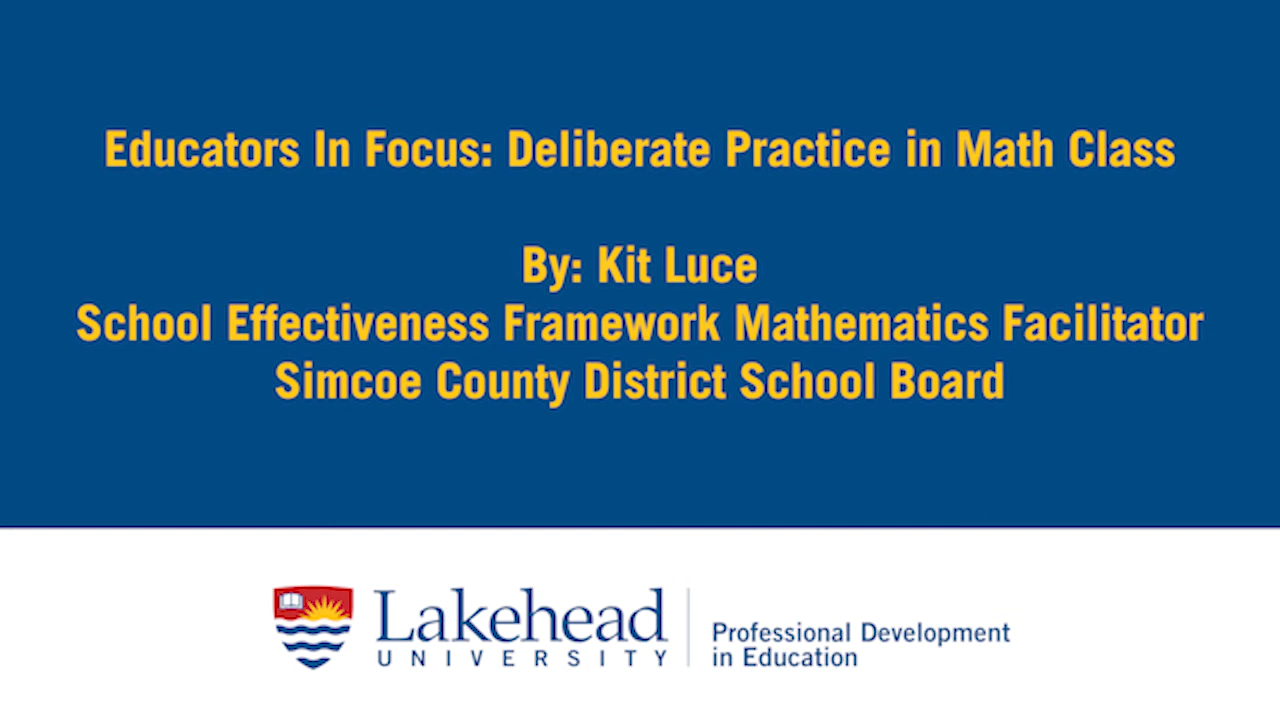 Educators In Focus: Deliberate Practice in Math Class
By: Kit Luce
School Effectiveness Framework Mathematics Facilitator
Simcoe County District School Board
Lakehead
UNIVERSITY
Professional Development
in Education